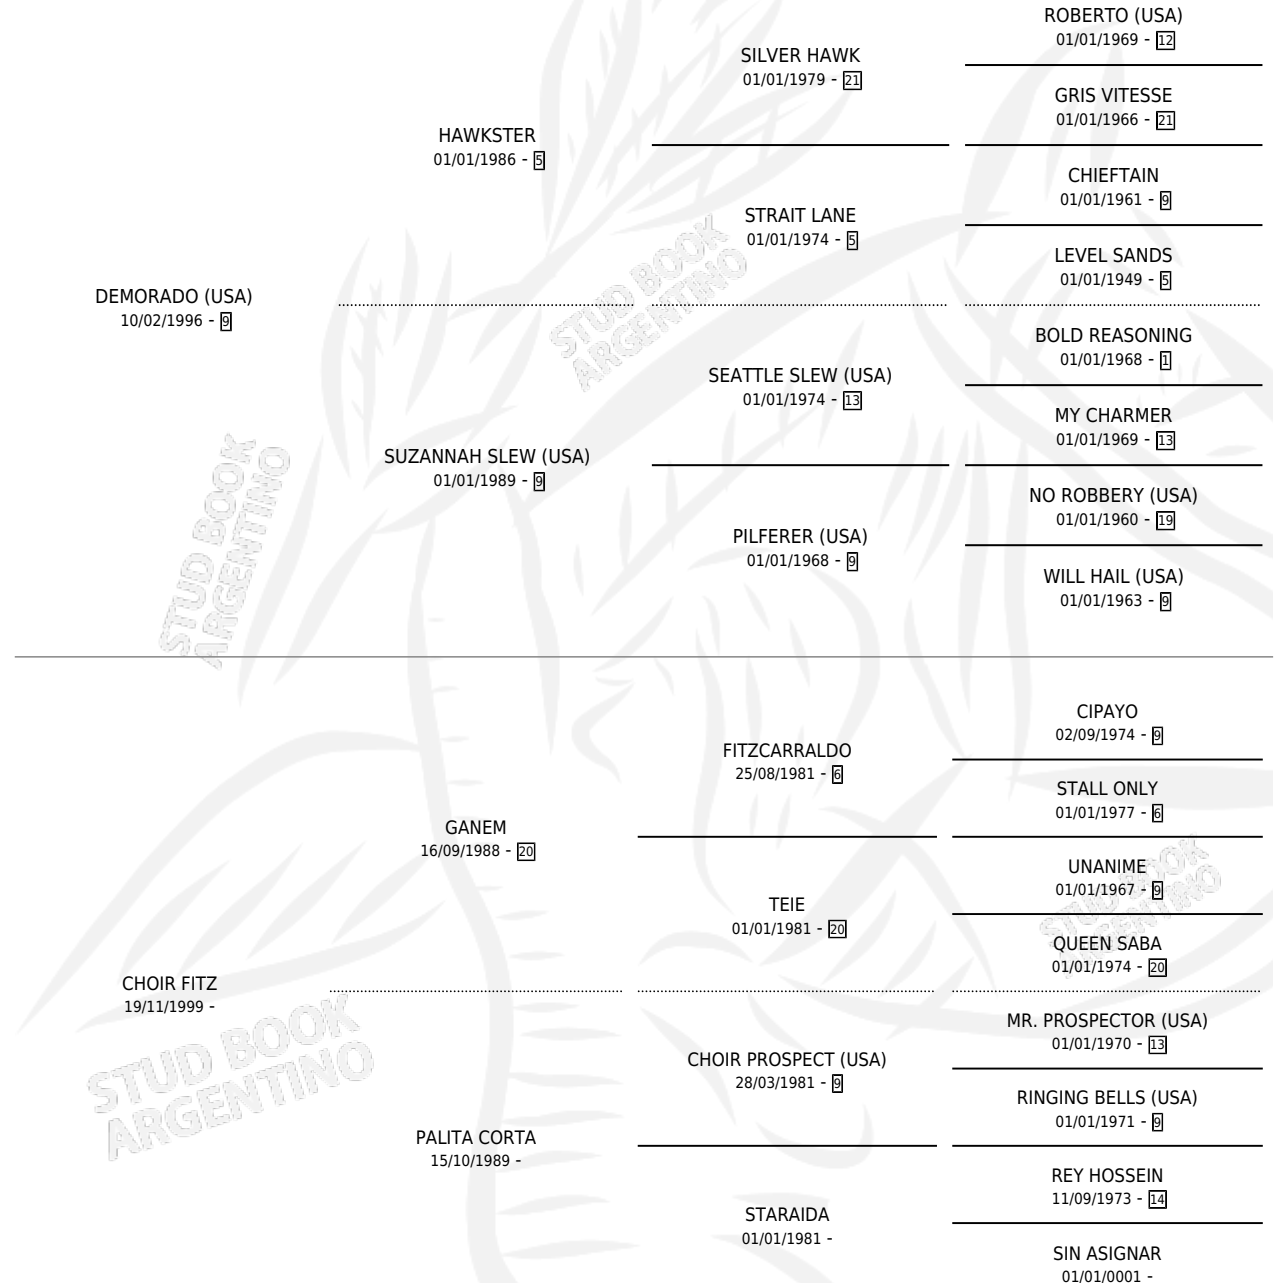 ROBERTO (USA)
01/01/1969 - 12
SILVER HAWK
01/01/1979 - 21
GRIS VITESSE
01/01/1966 - 21
HAWKSTER
01/01/1986 - 5
CHIEFTAIN
01/01/1961 - 9
STRAIT LANE
01/01/1974 - 5
LEVEL SANDS
01/01/1949 - 5
DEMORADO (USA)
10/02/1996 - 9
BOLD REASONING
01/01/1968 - 1
SEATTLE SLEW (USA)
01/01/1974 - 13
MY CHARMER
01/01/1969 - 13
SUZANNAH SLEW (USA)
01/01/1989 - 9
NO ROBBERY (USA)
01/01/1960 - 19
PILFERER (USA)
01/01/1968 - 9
WILL HAIL (USA)
01/01/1963 - 9
CIPAYO
02/09/1974 - 9
FITZCARRALDO
25/08/1981 - 6
STALL ONLY
01/01/1977 - 6
GANEM
16/09/1988 - 20
UNANIME
01/01/1967 - 9
TEIE
01/01/1981 - 20
QUEEN SABA
01/01/1974 - 20
CHOIR FITZ
19/11/1999 -
MR. PROSPECTOR (USA)
01/01/1970 - 13
CHOIR PROSPECT (USA)
28/03/1981 - 9
RINGING BELLS (USA)
01/01/1971 - 9
PALITA CORTA
15/10/1989 -
REY HOSSEIN
11/09/1973 - 14
STARAIDA
01/01/1981 -
SIN ASIGNAR
01/01/0001 -
STUD BOOK
ARGENTINO
STUD BOOK
ARGENTINO
STUD BOOK
ARGENTINO
STUD BOOK
ARGENTINO